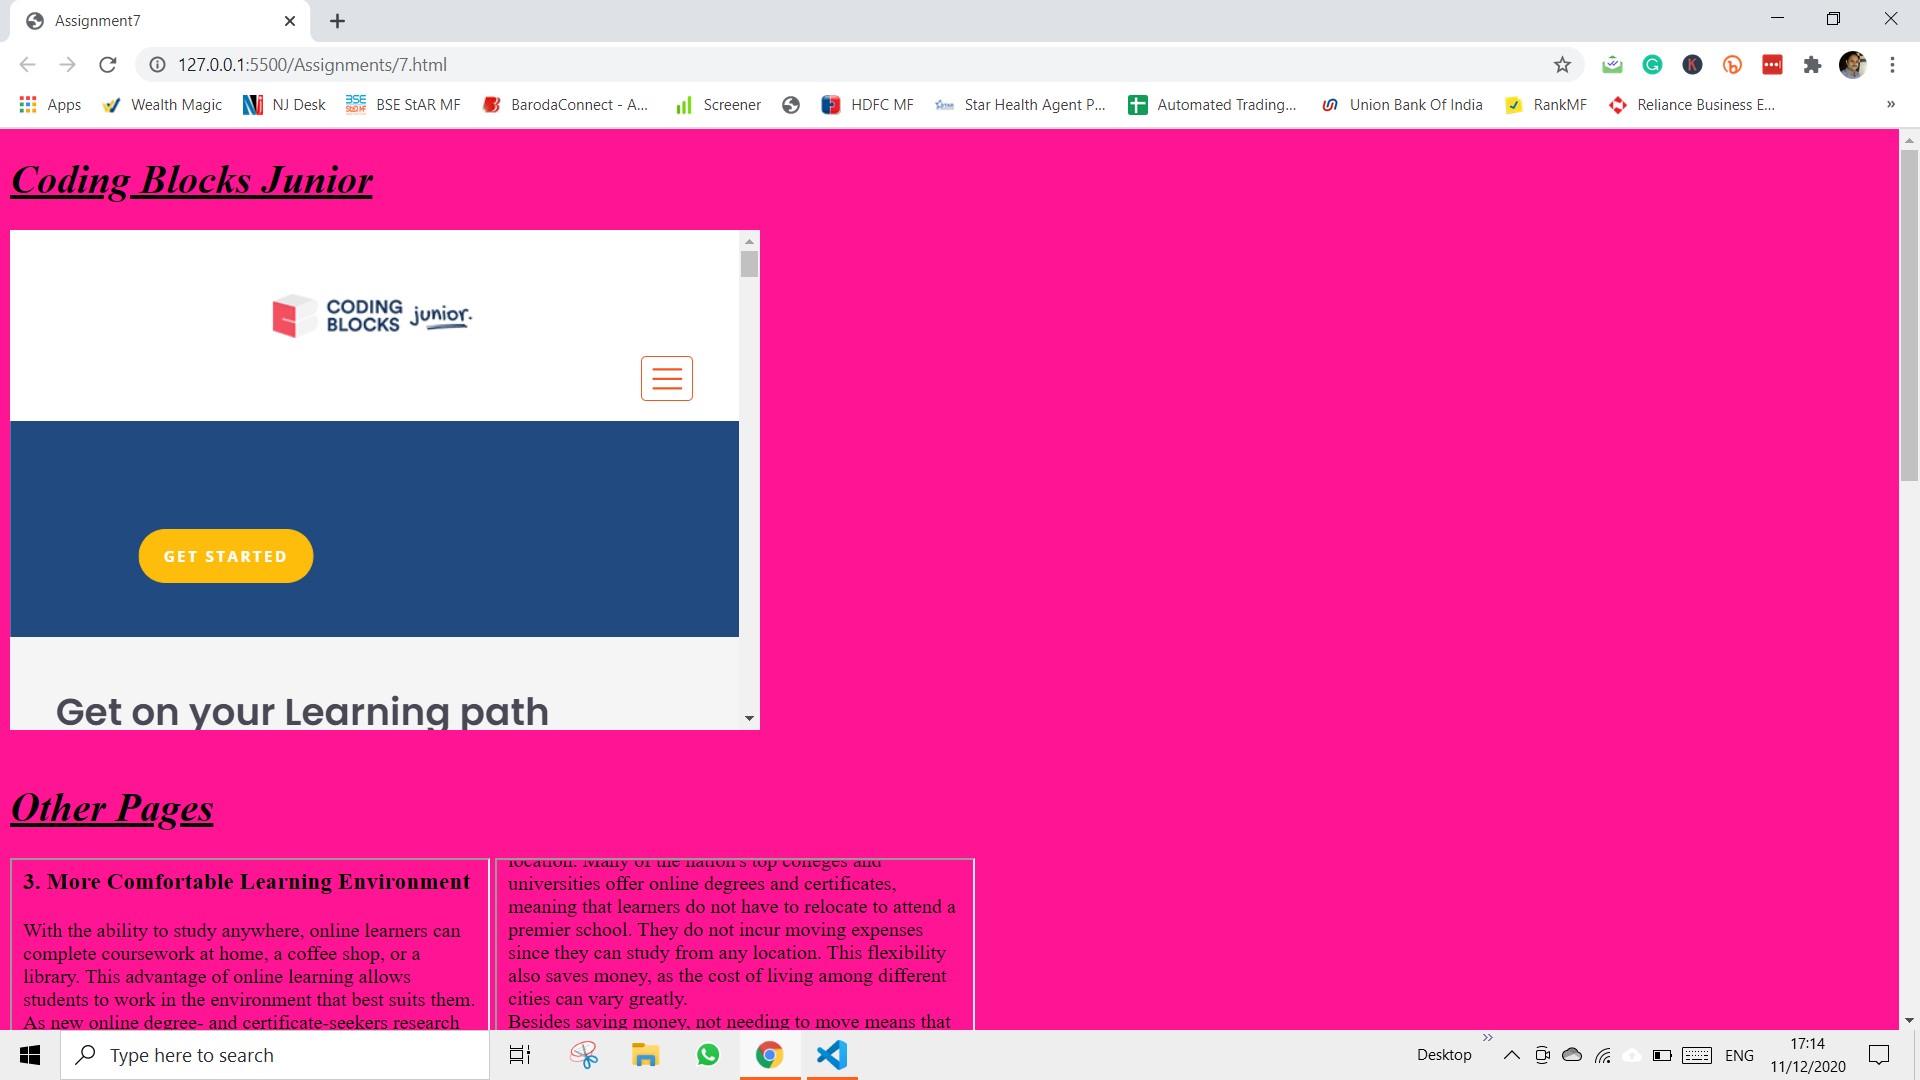 Assignment7
127.0.0.1:5500/Assignments/7.html
Apps Wealth Magic NJ Desk BSE StAR MF BarodaConnect - A... Screener HDFC MF Star Health Agent P... Automated Trading... Union Bank Of India RankMF Reliance Business E... »
Coding Blocks Junior
CODING
BLOCKS junior.
GET STARTED
Get on your Learning path
Other Pages
3. More Comfortable Learning Environment
With the ability to study anywhere, online learners can
complete coursework at home, a coffee shop, or a
library. This advantage of online learning allows
students to work in the environment that best suits them.
As new online degree- and certificate-seekers research
location. Many of the nation's top colleges and
universities offer online degrees and certificates,
meaning that learners do not have to relocate to attend a
premier school. They do not incur moving expenses
since they can study from any location. This flexibility
also saves money, as the cost of living among different
cities can vary greatly.
Besides saving money, not needing to move means that
Type here to search
Desktop » ENG
17:14
11/12/2020